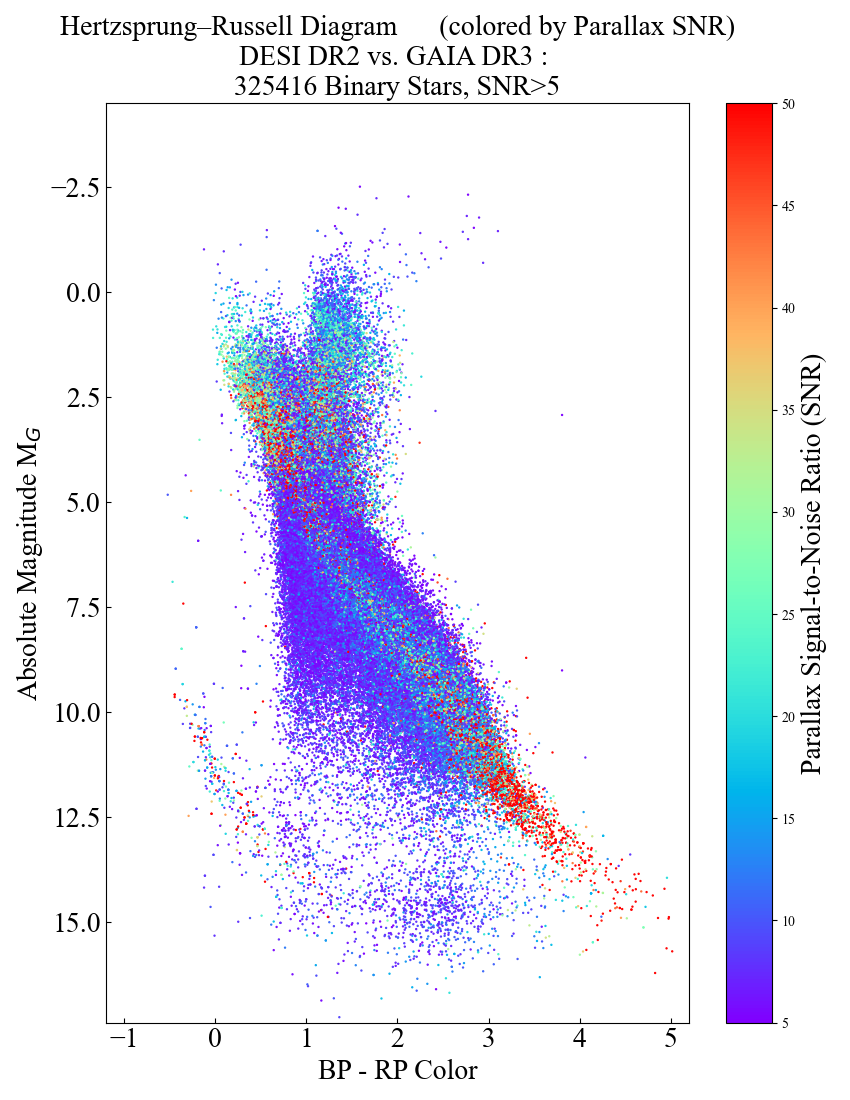 Hertzsprung–Russell Diagram (colored by Parallax SNR)
DESI DR2 vs. GAIA DR3 :
325416 Binary Stars, SNR>5
Absolute Magnitude M_G
−2.5
0.0
2.5
5.0
7.5
10.0
12.5
15.0
−1 0 1 2 3 4 5
BP - RP Color
50
45
40
35
30
25
20
15
10
5
Parallax Signal-to-Noise Ratio (SNR)